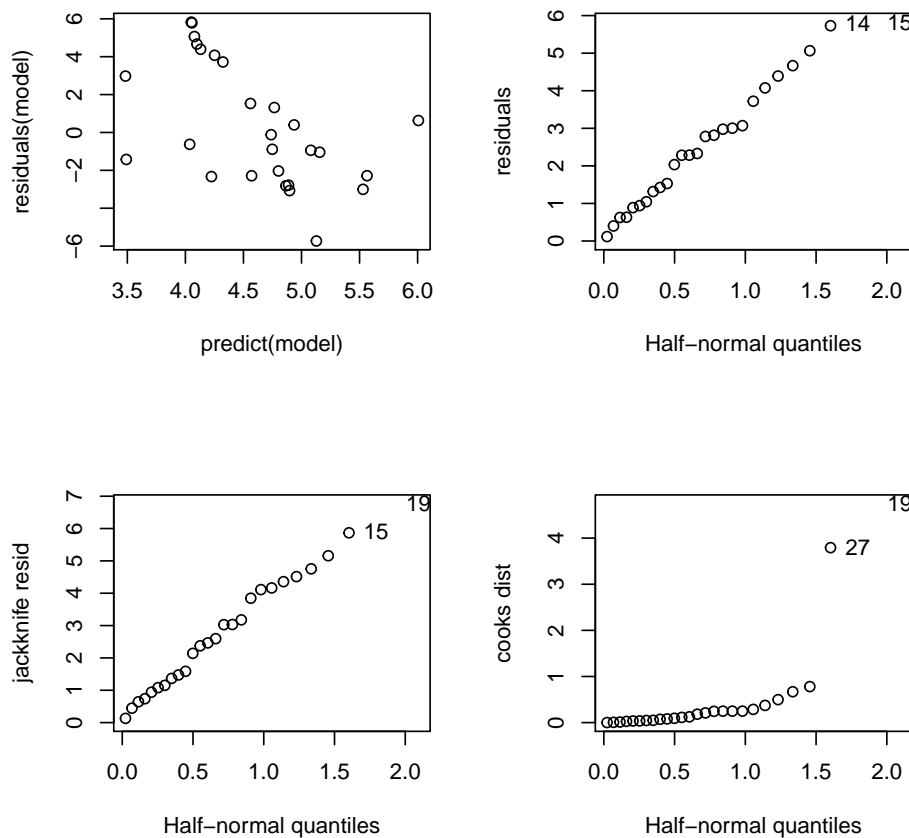 residuals(model)
6
4
2
0
−2
−6
3.5 4.0 4.5 5.0 5.5 6.0
predict(model)
residuals
6
5
4
3
2
1
0
14 15
0.0 0.5 1.0 1.5 2.0
Half−normal quantiles
jackknife resid
7
6
5
4
3
2
1
0
19
15
0.0 0.5 1.0 1.5 2.0
Half−normal quantiles
cooks dist
4
3
2
1
0
19
27
0.0 0.5 1.0 1.5 2.0
Half−normal quantiles